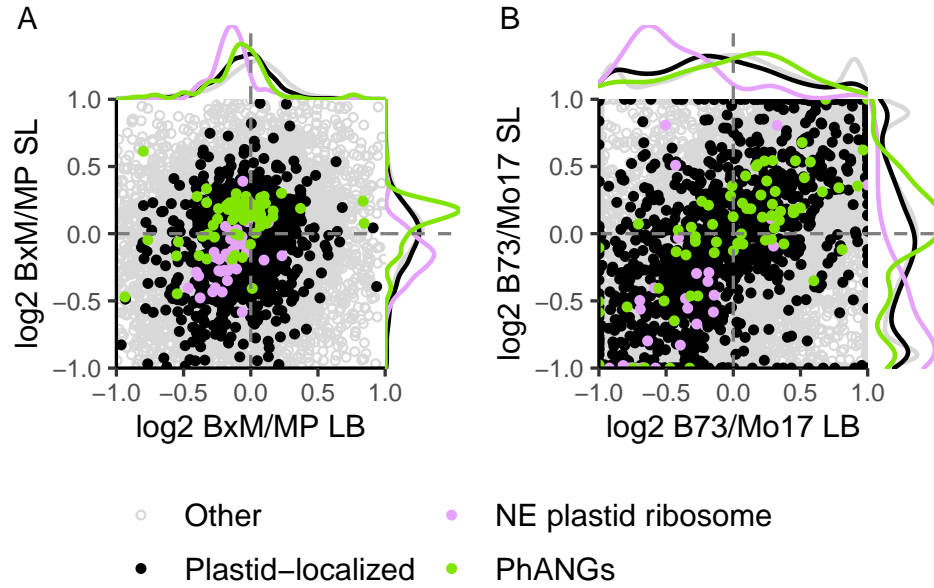 A
B
log2 BxM/MP SL
1.0
0.5
0.0
−0.5
−1.0
−1.0 −0.5 0.0 0.5 1.0
log2 BxM/MP LB
log2 B73/Mo17 SL
1.0
0.5
0.0
−0.5
−1.0
−1.0 −0.5 0.0 0.5 1.0
log2 B73/Mo17 LB
Other
NE plastid ribosome
Plastid−localized
PhANGs